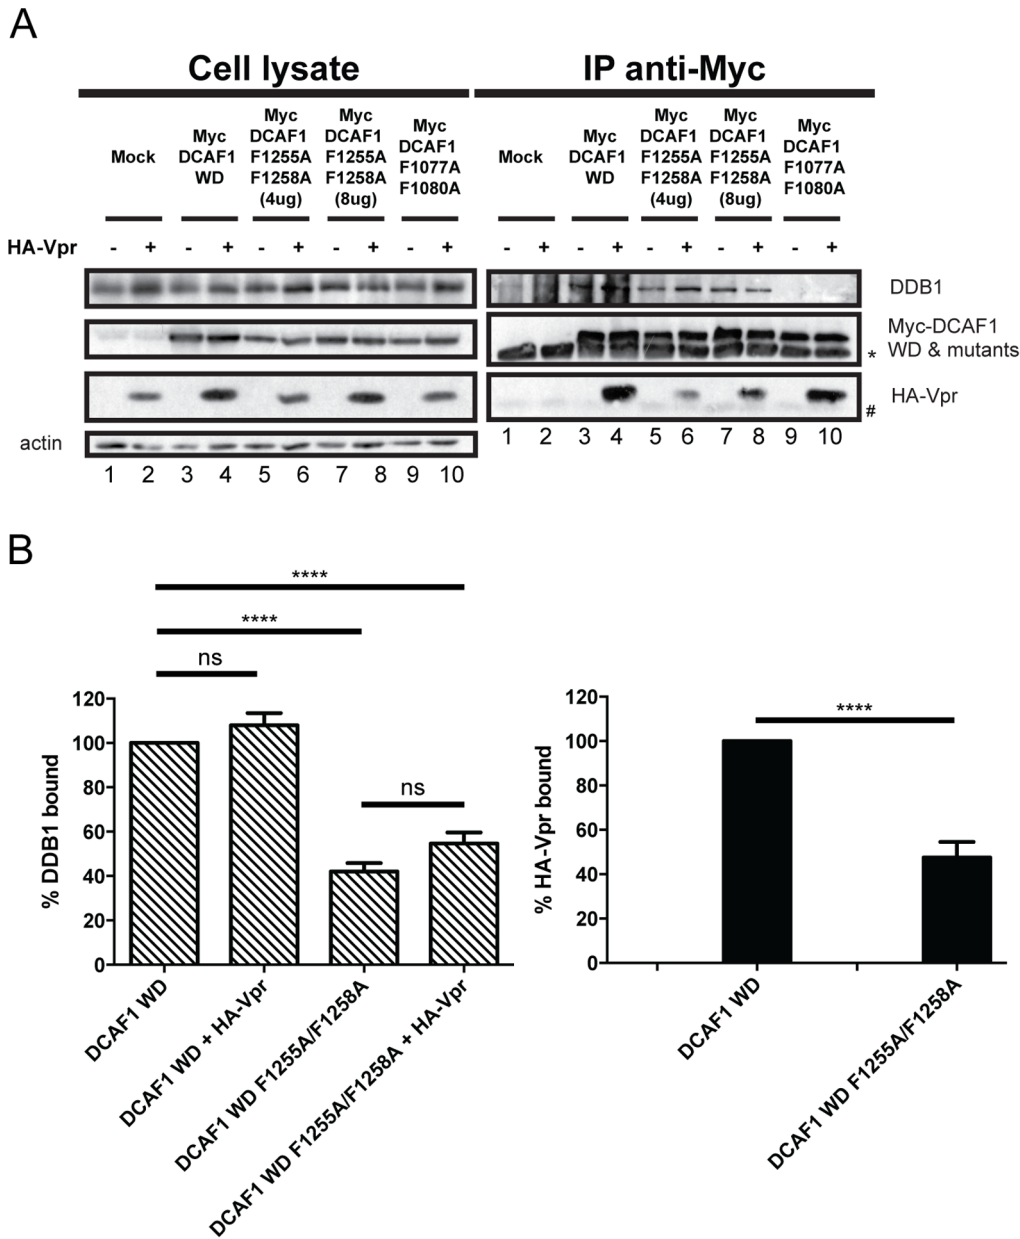 A
Cell lysate
IP anti-Myc
Mock
Myc
DCAF1
WD
Myc
DCAF1
F1255A
F1258A
(4ug)
Myc
DCAF1
F1255A
F1258A
(8ug)
Myc
DCAF1
F1077A
F1080A
Mock
Myc
DCAF1
WD
Myc
DCAF1
F1255A
F1258A
(4ug)
Myc
DCAF1
F1255A
F1258A
(8ug)
Myc
DCAF1
F1077A
F1080A
HA-Vpr - + - + - + - + - + - + - + - + - + - +
DDB1
Myc-DCAF1
* WD & mutants
HA-Vpr
#
actin
1 2 3 4 5 6 7 8 9 10
1 2 3 4 5 6 7 8 9 10
B
****
****
ns
ns
% DDB1 bound
120
100
80
60
40
20
0
DCAF1 WD
DCAF1 WD + HA-Vpr
DCAF1 WD F1255A/F1258A
DCAF1 WD F1255A/F1258A + HA-Vpr
****
% HA-Vpr bound
120
100
80
60
40
20
0
DCAF1 WD
DCAF1 WD F1255A/F1258A